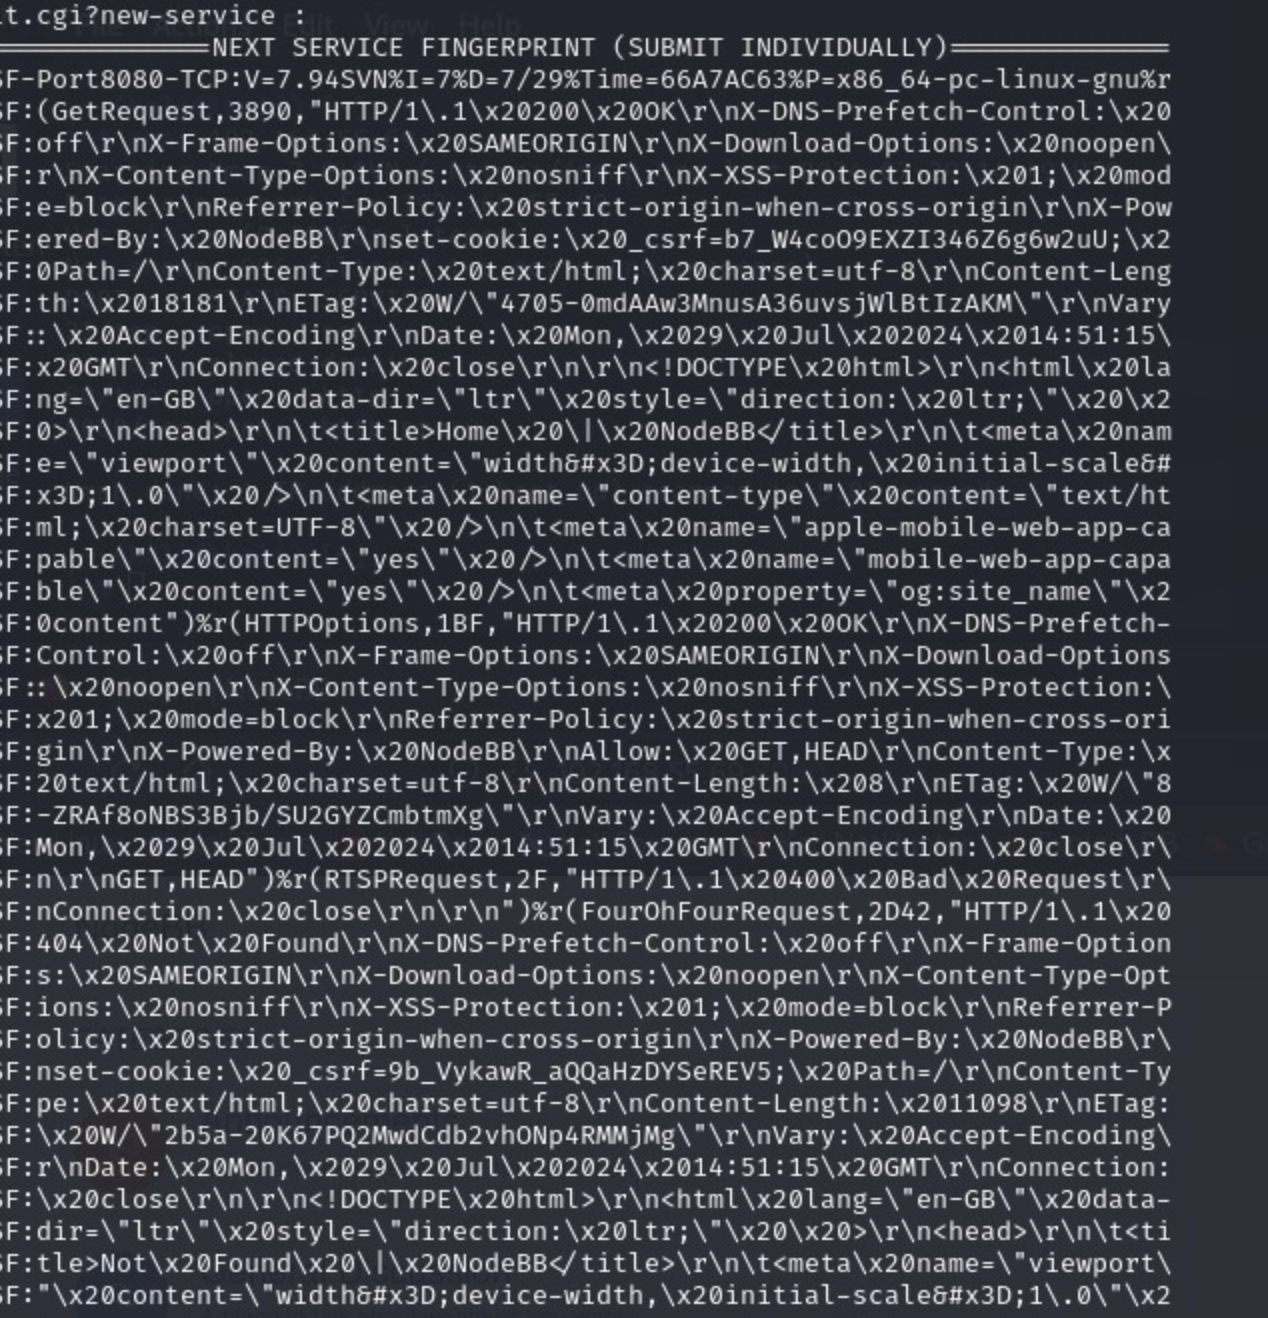 t.cgi?new-service :
══════════════NEXT SERVICE FINGERPRINT (SUBMIT INDIVIDUALLY)══════════════
SF-Port8080-TCP:V=7.94SVN%I=7%D=7/29%Time=66A7AC63%P=x86_64-pc-linux-gnu%r
SF:(GetRequest,3890,"HTTP/1\.1\x20200\x20OK\r\nX-DNS-Prefetch-Control:\x20
SF:off\r\nX-Frame-Options:\x20SAMEORIGIN\r\nX-Download-Options:\x20noopen\
SF:r\nX-Content-Type-Options:\x20nosniff\r\nX-XSS-Protection:\x201;\x20mod
SF:e=block\r\nReferrer-Policy:\x20strict-origin-when-cross-origin\r\nX-Pow
SF:ered-By:\x20NodeBB\r\nset-cookie:\x20_csrf=b7_W4coO9EXZI346Z6g6w2uU;\x2
SF:0Path=/\r\nContent-Type:\x20text/html;\x20charset=utf-8\r\nContent-Leng
SF:th:\x2018181\r\nETag:\x20W/\"4705-0mdAAw3MnusA36uvsjWlBtIzAKM\"\r\nVary
SF::\x20Accept-Encoding\r\nDate:\x20Mon,\x2029\x20Jul\x202024\x2014:51:15\
SF:x20GMT\r\nConnection:\x20close\r\n\r\n<!DOCTYPE\x20html>\r\n<html\x20la
SF:ng=\"en-GB\"\x20data-dir=\"ltr\"\x20style=\"direction:\x20ltr;\"\x20\x2
SF:0>\r\n<head>\r\n\t<title>Home\x20\|\x20NodeBB</title>\r\n\t<meta\x20nam
SF:e=\"viewport\"\x20content=\"width&#x3D;device-width,\x20initial-scale&#
SF:x3D;1\.0\"\x20/>\n\t<meta\x20name=\"content-type\"\x20content=\"text/ht
SF:ml;\x20charset=UTF-8\"\x20/>\n\t<meta\x20name=\"apple-mobile-web-app-ca
SF:pable\"\x20content=\"yes\"\x20/>\n\t<meta\x20name=\"mobile-web-app-capa
SF:ble\"\x20content=\"yes\"\x20/>\n\t<meta\x20property=\"og:site_name\"\x2
SF:0content")%r(HTTPOptions,1BF,"HTTP/1\.1\x20200\x20OK\r\nX-DNS-Prefetch-
SF:Control:\x20off\r\nX-Frame-Options:\x20SAMEORIGIN\r\nX-Download-Options
SF::\x20noopen\r\nX-Content-Type-Options:\x20nosniff\r\nX-XSS-Protection:\
SF:x201;\x20mode=block\r\nReferrer-Policy:\x20strict-origin-when-cross-ori
SF:gin\r\nX-Powered-By:\x20NodeBB\r\nAllow:\x20GET,HEAD\r\nContent-Type:\x
SF:20text/html;\x20charset=utf-8\r\nContent-Length:\x208\r\nETag:\x20W/\"8
SF:-ZRAf8oNBS3Bjb/SU2GYZCmbtmXg\"\r\nVary:\x20Accept-Encoding\r\nDate:\x20
SF:Mon,\x2029\x20Jul\x202024\x2014:51:15\x20GMT\r\nConnection:\x20close\r\
SF:n\r\nGET,HEAD")%r(RTSPRequest,2F,"HTTP/1\.1\x20400\x20Bad\x20Request\r\
SF:nConnection:\x20close\r\n\r\n")%r(FourOhFourRequest,2D42,"HTTP/1\.1\x20
SF:404\x20Not\x20Found\r\nX-DNS-Prefetch-Control:\x20off\r\nX-Frame-Option
SF:s:\x20SAMEORIGIN\r\nX-Download-Options:\x20noopen\r\nX-Content-Type-Opt
SF:ions:\x20nosniff\r\nX-XSS-Protection:\x201;\x20mode=block\r\nReferrer-P
SF:olicy:\x20strict-origin-when-cross-origin\r\nX-Powered-By:\x20NodeBB\r\
SF:nset-cookie:\x20_csrf=9b_VykawR_aQQaHzDYSeREV5;\x20Path=/\r\nContent-Ty
SF:pe:\x20text/html;\x20charset=utf-8\r\nContent-Length:\x2011098\r\nETag:
SF:\x20W/\"2b5a-20K67PQ2MwdCdb2vhONp4RMMjMg\"\r\nVary:\x20Accept-Encoding\
SF:r\nDate:\x20Mon,\x2029\x20Jul\x202024\x2014:51:15\x20GMT\r\nConnection:
SF:\x20close\r\n\r\n<!DOCTYPE\x20html>\r\n<html\x20lang=\"en-GB\"\x20data-
SF:dir=\"ltr\"\x20style=\"direction:\x20ltr;\"\x20\x20>\r\n<head>\r\n\t<ti
SF:tle>Not\x20Found\x20\|\x20NodeBB</title>\r\n\t<meta\x20name=\"viewport\
SF:"\x20content=\"width&#x3D;device-width,\x20initial-scale&#x3D;1\.0\"\x2